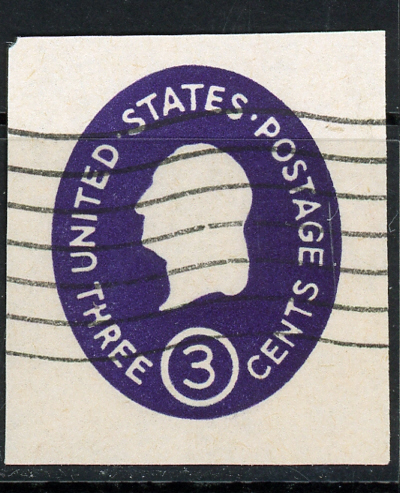 UNITED STATES · POSTAGE
THREE 3 CENTS